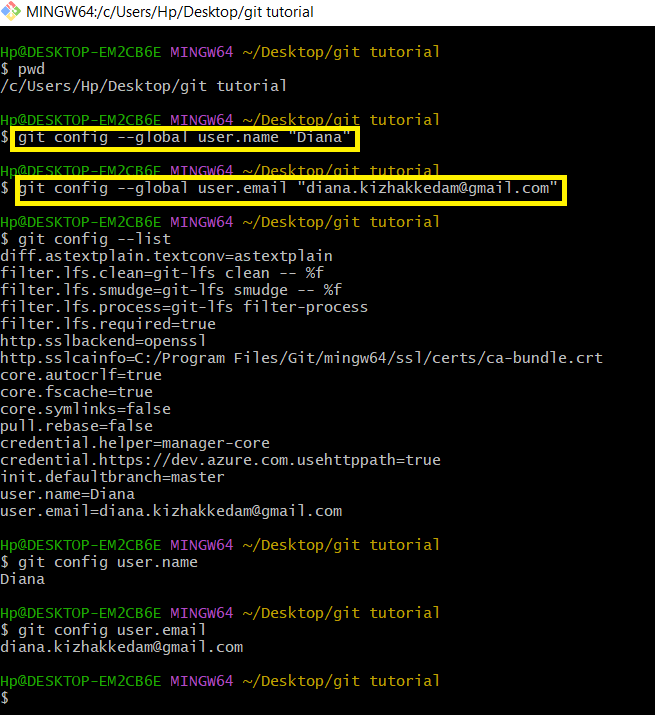 MINGW64:/c/Users/Hp/Desktop/git tutorial
Hp@DESKTOP-EM2CB6E MINGW64 ~/Desktop/git tutorial
$ pwd
/c/Users/Hp/Desktop/git tutorial
Hp@DESKTOP-EM2CB6E MINGW64 ~/Desktop/git tutorial
$ git config --global user.name "Diana"
Hp@DESKTOP-EM2CB6E MINGW64 ~/Desktop/git tutorial
$ git config --global user.email "diana.kizhakkedam@gmail.com"
Hp@DESKTOP-EM2CB6E MINGW64 ~/Desktop/git tutorial
$ git config --list
diff.astextplain.textconv=astextplain
filter.lfs.clean=git-lfs clean -- %f
filter.lfs.smudge=git-lfs smudge -- %f
filter.lfs.process=git-lfs filter-process
filter.lfs.required=true
http.sslbackend=openssl
http.sslcainfo=C:/Program Files/Git/mingw64/ssl/certs/ca-bundle.crt
core.autocrlf=true
core.fscache=true
core.symlinks=false
pull.rebase=false
credential.helper=manager-core
credential.https://dev.azure.com.usehttppath=true
init.defaultbranch=master
user.name=Diana
user.email=diana.kizhakkedam@gmail.com
Hp@DESKTOP-EM2CB6E MINGW64 ~/Desktop/git tutorial
$ git config user.name
Diana
Hp@DESKTOP-EM2CB6E MINGW64 ~/Desktop/git tutorial
$ git config user.email
diana.kizhakkedam@gmail.com
Hp@DESKTOP-EM2CB6E MINGW64 ~/Desktop/git tutorial
$